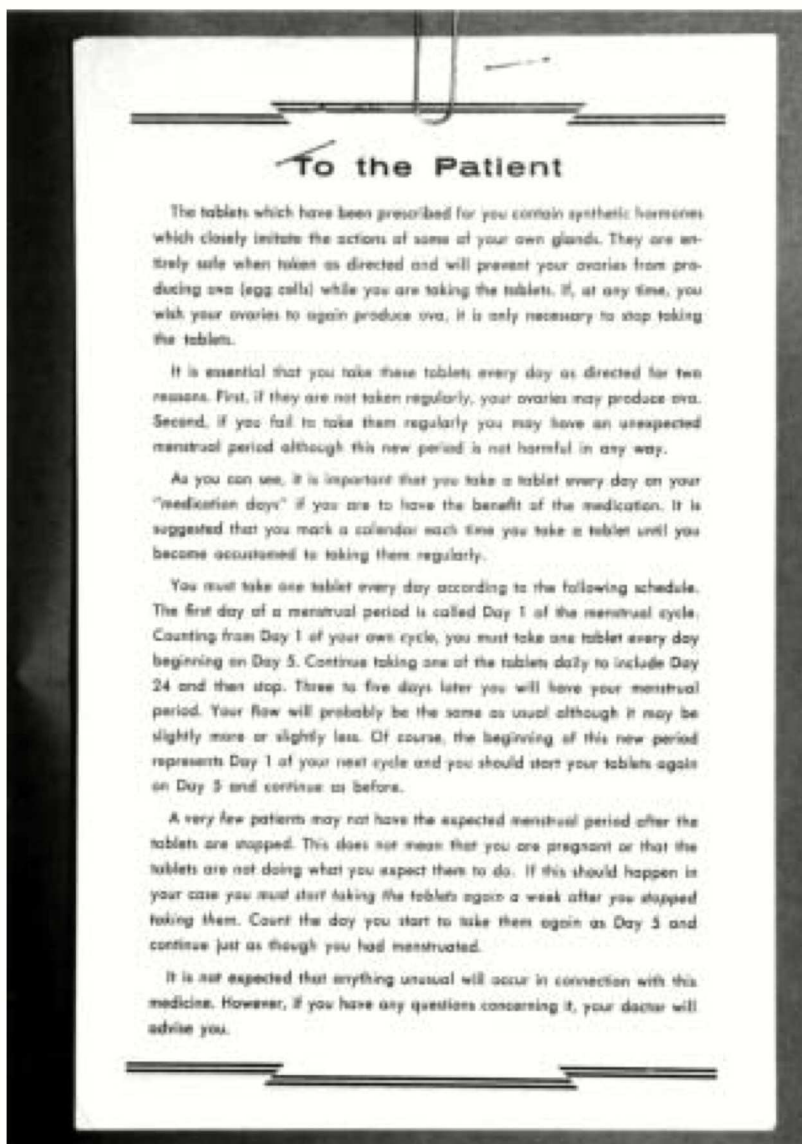 To the Patient
The tablets which have been prescribed for you contain synthetic hormones
which closely imitate the actions of some of your own glands. They are en-
tirely safe when taken as directed and will prevent your ovaries from pro-
ducing ova (egg cells) while you are taking the tablets. If, at any time, you
wish your ovaries to again produce ova, it is only necessary to stop taking
the tablets.
It is essential that you take these tablets every day as directed for two
reasons. First, if they are not taken regularly, your ovaries may produce ova.
Second, if you fail to take them regularly you may have an unexpected
menstrual period although this new period is not harmful in any way.
As you can see, it is important that you take a tablet every day on your
"medication days" if you are to have the benefit of the medication. It is
suggested that you mark a calendar each time you take a tablet until you
become accustomed to taking them regularly.
You must take one tablet every day according to the following schedule.
The first day of a menstrual period is called Day 1 of the menstrual cycle.
Counting from Day 1 of your own cycle, you must take one tablet every day
beginning on Day 5. Continue taking one of the tablets daily to include Day
24 and then stop. Three to five days later you will have your menstrual
period. Your flow will probably be the same as usual although it may be
slightly more or slightly less. Of course, the beginning of this new period
represents Day 1 of your next cycle and you should start your tablets again
on Day 5 and continue as before.
A very few patients may not have the expected menstrual period after the
tablets are stopped. This does not mean that you are pregnant or that the
tablets are not doing what you expect them to do. If this should happen in
your case you must start taking the tablets again a week after you stopped
taking them. Count the day you start to take them again as Day 5 and
continue just as though you had menstruated.
It is not expected that anything unusual will occur in connection with this
medicine. However, if you have any questions concerning it, your doctor will
advise you.